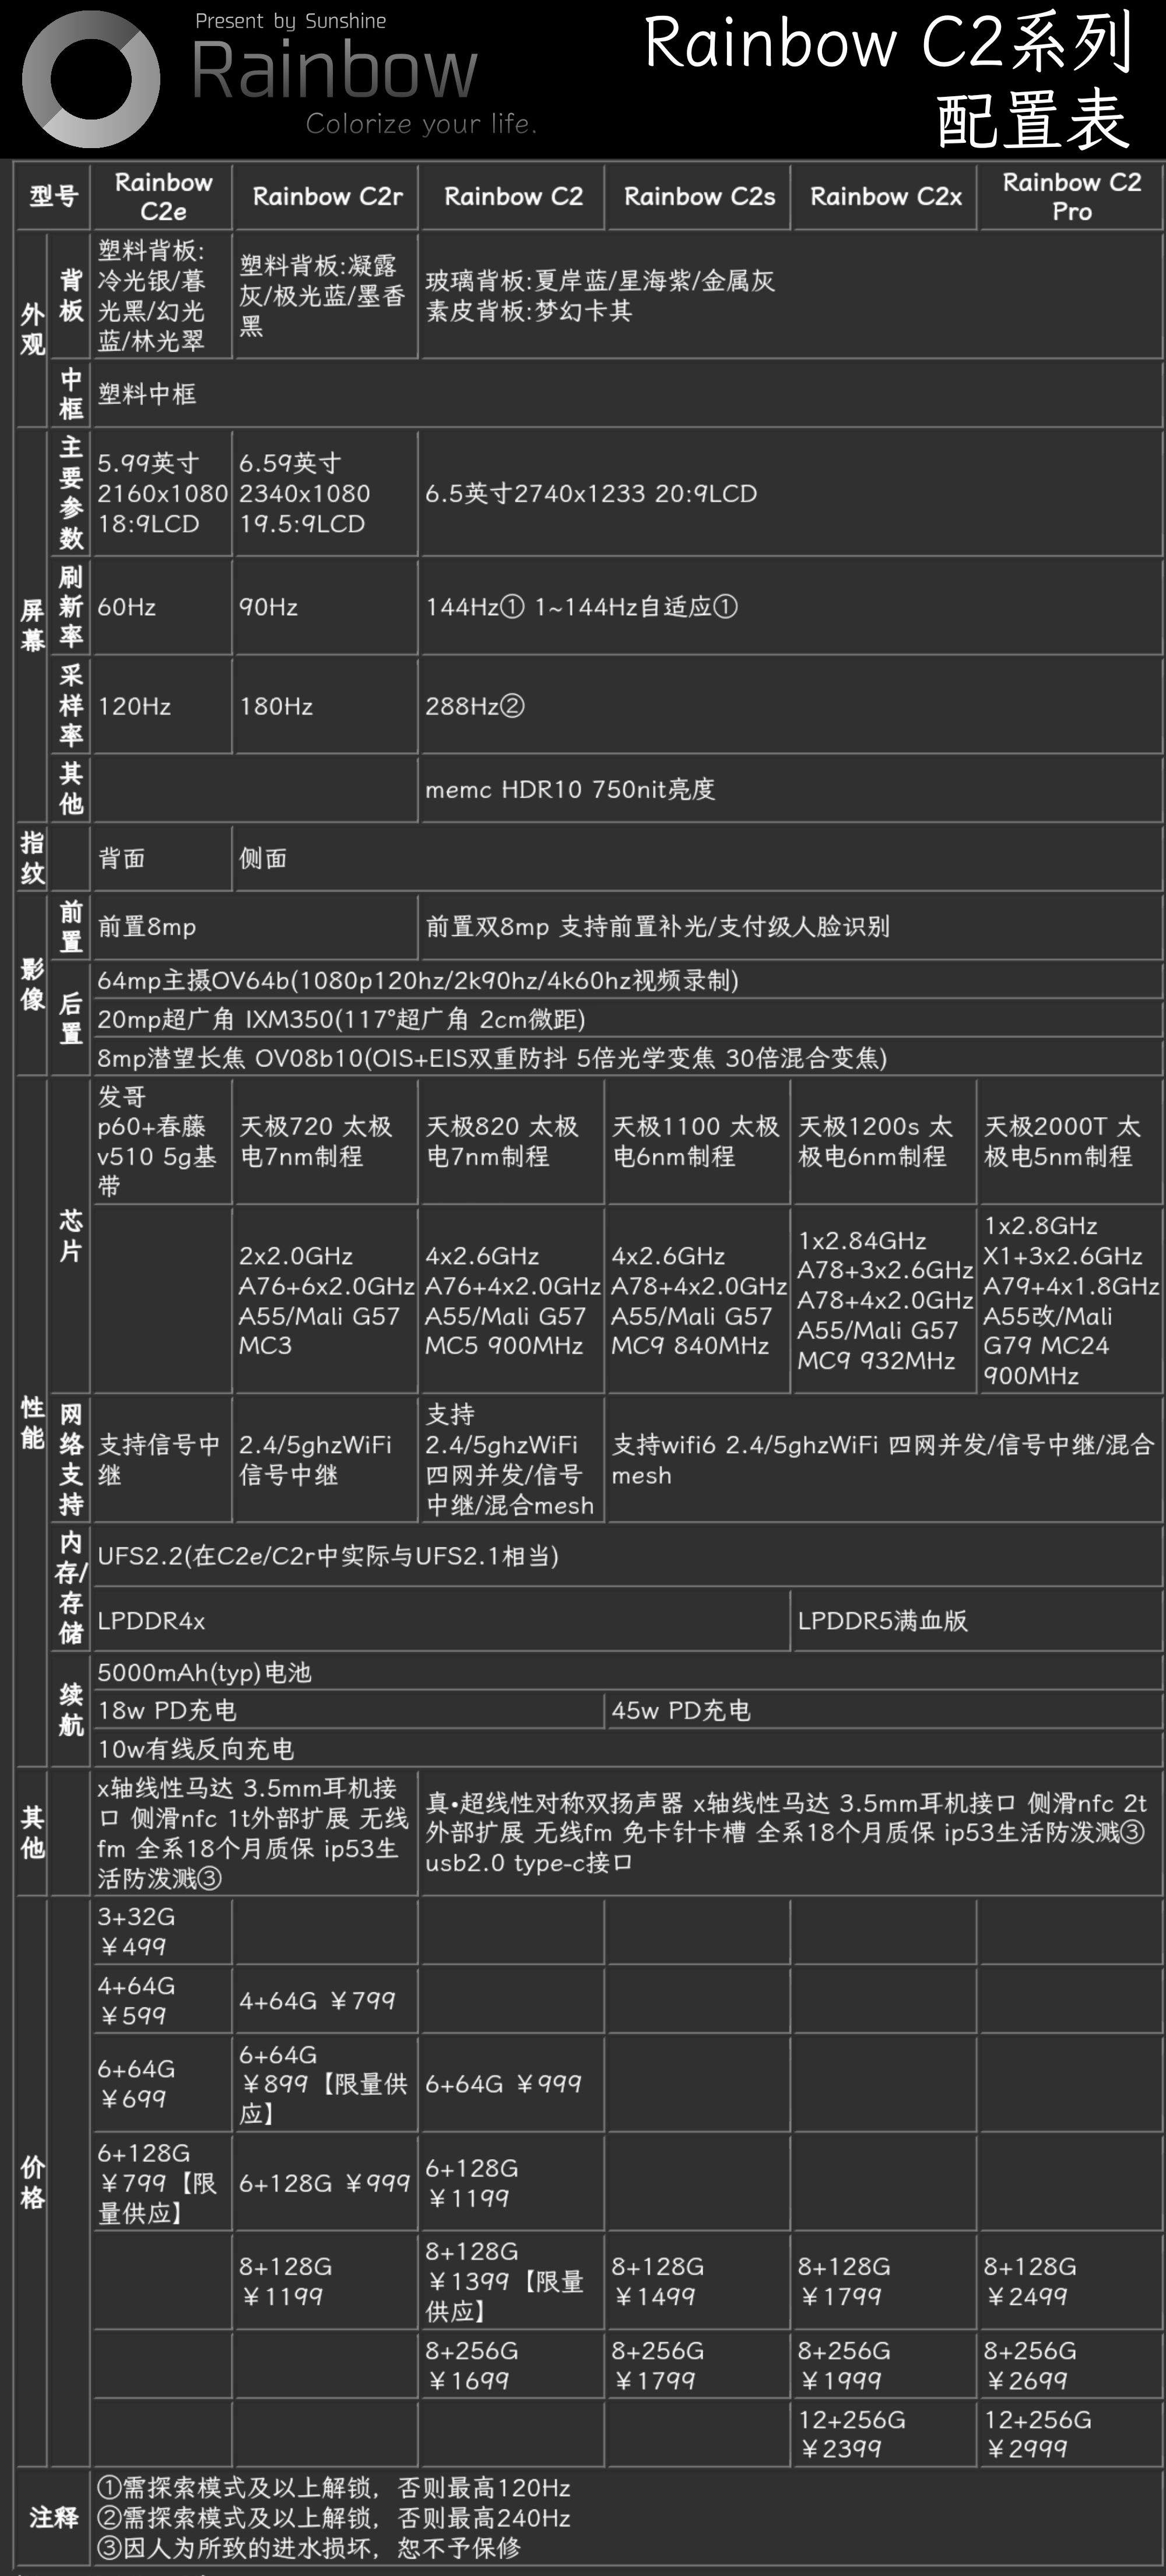 Present by Sunshine
Rainbow
Colorize your life.
Rainbow C2系列
配置表
型号
Rainbow
C2e
Rainbow C2r
Rainbow C2
Rainbow C2s
Rainbow C2x
Rainbow C2
Pro
外观
背板
塑料背板:
冷光银/暮
光黑/幻光
蓝/林光翠
塑料背板:凝露
灰/极光蓝/墨香
黑
玻璃背板:夏岸蓝/星海紫/金属灰
素皮背板:梦幻卡其
中框
塑料中框
屏幕
主要参数
5.99英寸
2160x1080
18:9LCD
6.59英寸
2340x1080
19.5:9LCD
6.5英寸2740x1233 20:9LCD
刷新率
60Hz
90Hz
144Hz① 1~144Hz自适应①
采样率
120Hz
180Hz
288Hz②
其他
memc HDR10 750nit亮度
指纹
背面
侧面
影像
前置
前置8mp
前置双8mp 支持前置补光/支付级人脸识别
后置
64mp主摄OV64b(1080p120hz/2k90hz/4k60hz视频录制)
20mp超广角 IXM350(117°超广角 2cm微距)
8mp潜望长焦 OV08b10(OIS+EIS双重防抖 5倍光学变焦 30倍混合变焦)
性能
芯片
发哥
p60+春藤
v510 5g基
带
天极720 太极
电7nm制程
天极820 太极
电7nm制程
天极1100 太极
电6nm制程
天极1200s 太
极电6nm制程
天极2000T 太
极电5nm制程
2x2.0GHz
A76+6x2.0GHz
A55/Mali G57
MC3
4x2.6GHz
A76+4x2.0GHz
A55/Mali G57
MC5 900MHz
4x2.6GHz
A78+4x2.0GHz
A55/Mali G57
MC9 840MHz
1x2.84GHz
A78+3x2.6GHz
A78+4x2.0GHz
A55/Mali G57
MC9 932MHz
1x2.8GHz
X1+3x2.6GHz
A79+4x1.8GHz
A55改/Mali
G79 MC24
900MHz
网络支持
支持信号中
继
2.4/5ghzWiFi
信号中继
支持
2.4/5ghzWiFi
四网并发/信号
中继/混合mesh
支持wifi6 2.4/5ghzWiFi 四网并发/信号中继/混合
mesh
内存/存储
UFS2.2(在C2e/C2r中实际与UFS2.1相当)
LPDDR4x
LPDDR5满血版
续航
5000mAh(typ)电池
18w PD充电
45w PD充电
10w有线反向充电
其他
x轴线性马达 3.5mm耳机接
口 侧滑nfc 1t外部扩展 无线
fm 全系18个月质保 ip53生
活防泼溅③
真•超线性对称双扬声器 x轴线性马达 3.5mm耳机接口 侧滑nfc 2t
外部扩展 无线fm 免卡针卡槽 全系18个月质保 ip53生活防泼溅③
usb2.0 type-c接口
价格
3+32G
￥499
4+64G
￥599
4+64G ￥799
6+64G
￥699
6+64G
￥899【限量供
应】
6+64G ￥999
6+128G
￥799【限
量供应】
6+128G ￥999
6+128G
￥1199
8+128G
￥1199
8+128G
￥1399【限量
供应】
8+128G
￥1499
8+128G
￥1799
8+128G
￥2499
8+256G
￥1699
8+256G
￥1799
8+256G
￥1999
8+256G
￥2699
12+256G
￥2399
12+256G
￥2999
注释
①需探索模式及以上解锁，否则最高120Hz
②需探索模式及以上解锁，否则最高240Hz
③因人为所致的进水损坏，恕不予保修